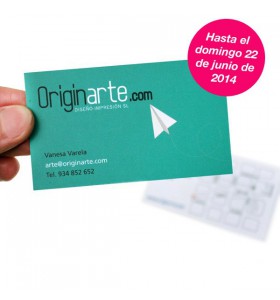 Hasta el
domingo 22
de junio de
2014
Originarte.com
DISEÑO+IMPRESIÓN SL
Vanesa Varela
arte@originarte.com
Tel. 934 852 652